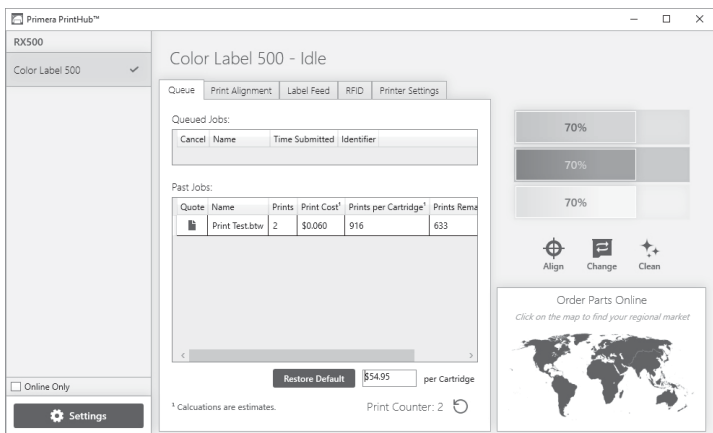 Primera PrintHub™
RX500
Color Label 500
Color Label 500 - Idle
Queue Print Alignment Label Feed RFID Printer Settings
Queued Jobs:
Cancel Name Time Submitted Identifier
Past Jobs:
Quote Name Prints Print Cost¹ Prints per Cartridge¹ Prints Rema
Print Test.btw 2 $0.060 916 633
Restore Default $54.95 per Cartridge
¹ Calcuations are estimates.
Print Counter: 2
70%
70%
70%
Align Change Clean
Order Parts Online
Click on the map to find your regional market
Online Only
Settings